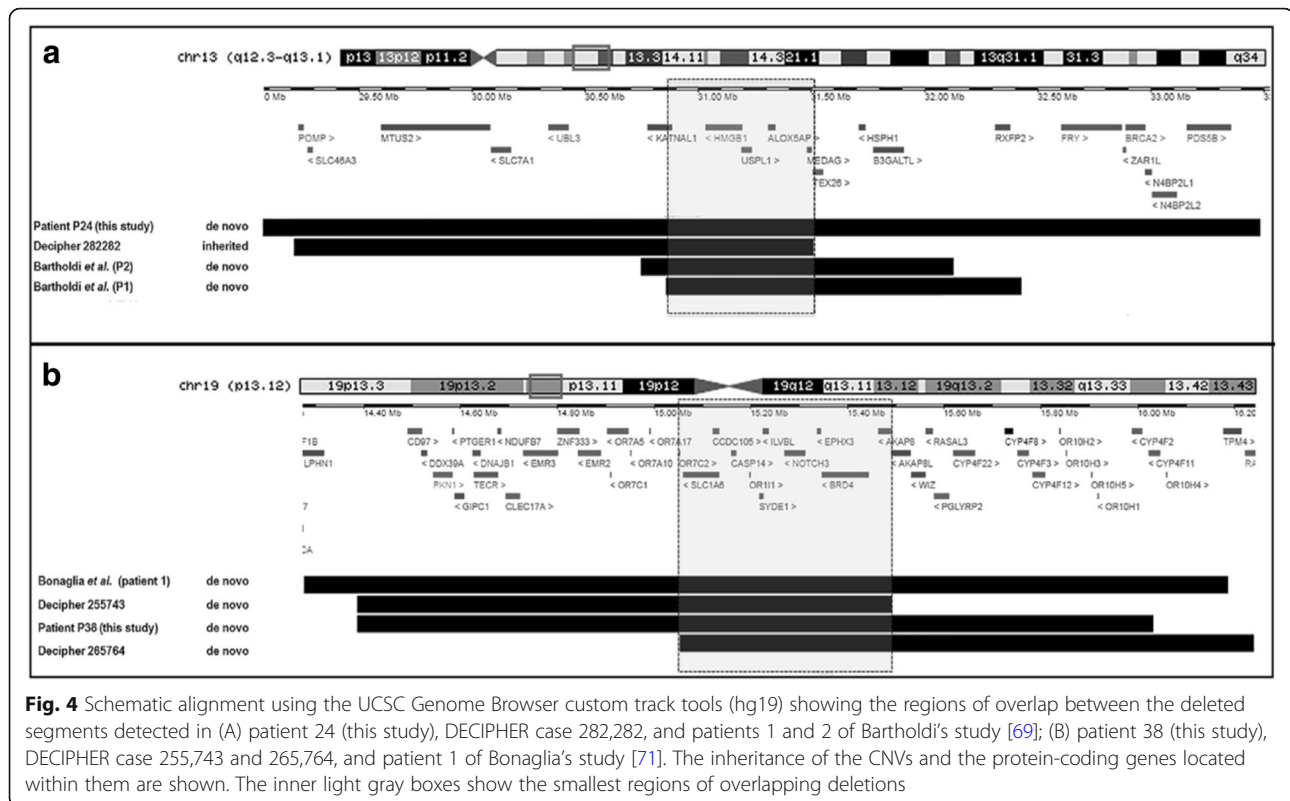 a
chr13 (q12.3-q13.1) p13 13p12 p11.2 13.3 14.11 14.3 21.1 13q31.1 31.3 q34
0 Mb 29.50 Mb 30.00 Mb 30.50 Mb 31.00 Mb 31.50 Mb 32.00 Mb 32.50 Mb 33.00 Mb 3
POMP > MTUS2 > < UBL3 < KATNAL1 < HMGB1 ALOX5AP > < HSPH1 RXFP2 > FRY > BRCA2 > PDS5B >
< SLC46A3 < SLC7A1 USPL1 > MEDAG > B3GALTL > < ZAR1L
TEX26 > < N4BP2L1
< N4BP2L2
Patient P24 (this study) de novo
Decipher 282282 inherited
Bartholdi et al. (P2) de novo
Bartholdi et al. (P1) de novo
b
chr19 (p13.12) 19p13.3 19p13.2 p13.11 19p12 19q12 q13.11 13.12 19q13.2 13.32 q13.33 13.42 13.43
14.40 Mb 14.60 Mb 14.80 Mb 15.00 Mb 15.20 Mb 15.40 Mb 15.60 Mb 15.80 Mb 16.00 Mb 16.20
F1B CD97 > < PTGER1 < NDUFB7 ZNF333 > < OR7A5 < OR7A17 CCDC105 > < ILVBL < EPHX3 < AKAP8 < RASAL3 CYP4F8 > OR10H2 > < CYP4F2 TPM4 >
LPHN1 < DDX39A < DNAJB1 < EMR3 < EMR2 < OR7A10 OR7C2 > CASP14 > < NOTCH3 < AKAP8L CYP4F22 > < CYP4F3 > OR10H3 > < CYP4F11 RA
PKN1 > TECR > < OR7C1 < SLC1A6 OR1I1 > < BRD4 < WIZ CYP4F12 > < OR10H5 > < OR10H4 >
7 < GIPC1 CLEC17A > SYDE1 > < PGLYRP2 < OR10H1
CA
Bonaglia et al. (patient 1) de novo
Decipher 255743 de novo
Patient P38 (this study) de novo
Decipher 265764 de novo
Fig. 4 Schematic alignment using the UCSC Genome Browser custom track tools (hg19) showing the regions of overlap between the deleted
segments detected in (A) patient 24 (this study), DECIPHER case 282,282, and patients 1 and 2 of Bartholdi's study [69]; (B) patient 38 (this study),
DECIPHER case 255,743 and 265,764, and patient 1 of Bonaglia's study [71]. The inheritance of the CNVs and the protein-coding genes located
within them are shown. The inner light gray boxes show the smallest regions of overlapping deletions